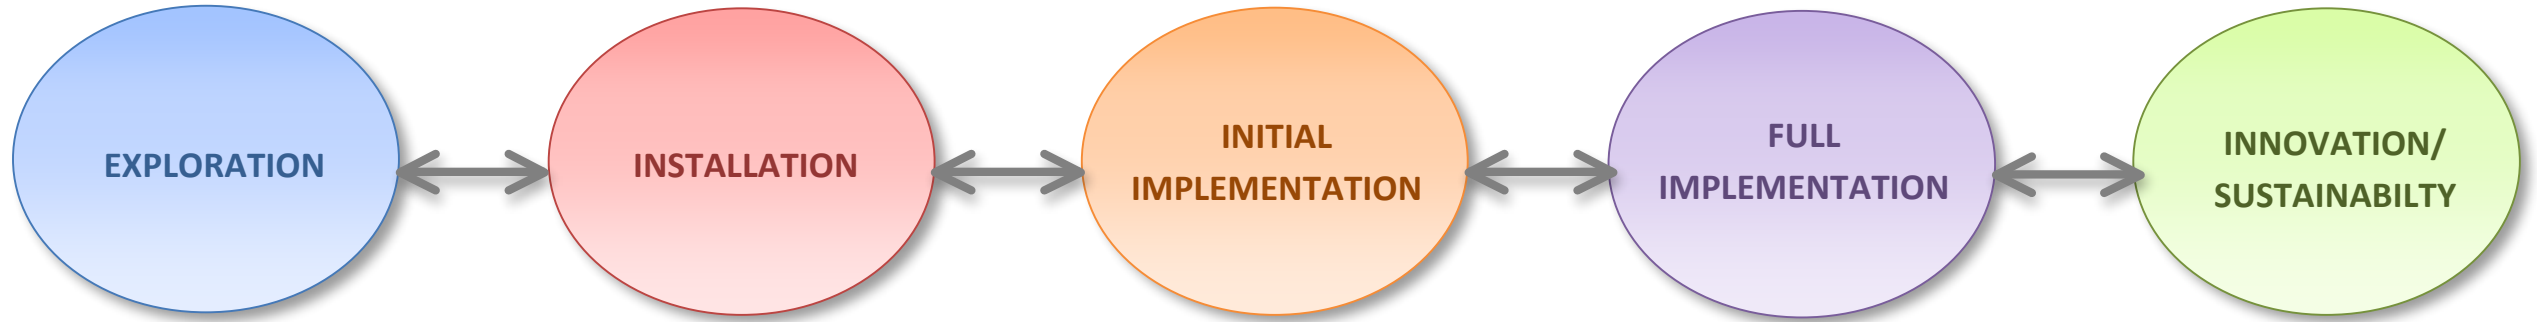 EXPLORATION
INSTALLATION
INITIAL
IMPLEMENTATION
FULL
IMPLEMENTATION
INNOVATION/
SUSTAINABILTY